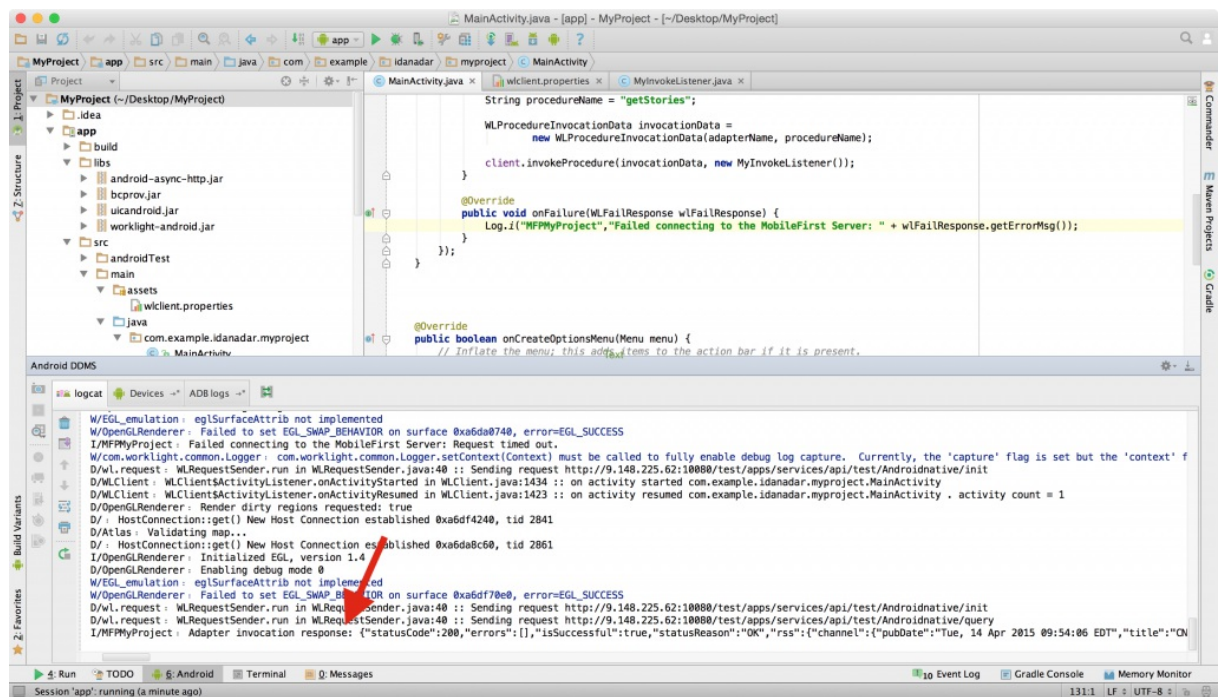 MainActivity.java - [app] - MyProject - [~/Desktop/MyProject]
app
?
MyProject app src main java com example idanadar myproject MainActivity
1: Project
Z: Structure
Build Variants
2: Favorites
Project
MyProject (~/Desktop/MyProject)
.idea
app
build
libs
android-async-http.jar
bcprov.jar
uicandroid.jar
worklight-android.jar
src
androidTest
main
assets
wlclient.properties
java
com.example.idanadar.myproject
MainActivity
MainActivity.java × wlclient.properties × MyInvokeListener.java ×
String procedureName = "getStories";
WLProcedureInvocationData invocationData =
new WLProcedureInvocationData(adapterName, procedureName);
client.invokeProcedure(invocationData, new MyInvokeListener());
}
@Override
public void onFailure(WLFailResponse wlFailResponse) {
Log.i("MFPMyProject","Failed connecting to the MobileFirst Server: " + wlFailResponse.getErrorMsg());
}
});
}
@Override
public boolean onCreateOptionsMenu(Menu menu) {
// Inflate the menu; this adds items to the action bar if it is present.
Text
Commander
Maven Projects
Gradle
Android DDMS
logcat Devices ADB logs
W/EGL_emulation﹕ eglSurfaceAttrib not implemented
W/OpenGLRenderer﹕ Failed to set EGL_SWAP_BEHAVIOR on surface 0xa6da0740, error=EGL_SUCCESS
I/MFPMyProject﹕ Failed connecting to the MobileFirst Server: Request timed out.
W/com.worklight.common.Logger﹕ com.worklight.common.Logger.setContext(Context) must be called to fully enable debug log capture. Currently, the 'capture' flag is set but the 'context' f
D/wl.request﹕ WLRequestSender.run in WLRequestSender.java:40 :: Sending request http://9.148.225.62:10080/test/apps/services/api/test/Androidnative/init
D/WLClient﹕ WLClient$ActivityListener.onActivityStarted in WLClient.java:1434 :: on activity started com.example.idanadar.myproject.MainActivity
D/WLClient﹕ WLClient$ActivityListener.onActivityResumed in WLClient.java:1423 :: on activity resumed com.example.idanadar.myproject.MainActivity . activity count = 1
D/OpenGLRenderer﹕ Render dirty regions requested: true
D/﹕ HostConnection::get() New Host Connection established 0xa6df4240, tid 2841
D/Atlas﹕ Validating map...
D/﹕ HostConnection::get() New Host Connection established 0xa6da8c60, tid 2861
I/OpenGLRenderer﹕ Initialized EGL, version 1.4
D/OpenGLRenderer﹕ Enabling debug mode 0
W/EGL_emulation﹕ eglSurfaceAttrib not implemented
W/OpenGLRenderer﹕ Failed to set EGL_SWAP_BEHAVIOR on surface 0xa6df70e0, error=EGL_SUCCESS
D/wl.request﹕ WLRequestSender.run in WLRequestSender.java:40 :: Sending request http://9.148.225.62:10080/test/apps/services/api/test/Androidnative/init
D/wl.request﹕ WLRequestSender.run in WLRequestSender.java:40 :: Sending request http://9.148.225.62:10080/test/apps/services/api/test/Androidnative/query
I/MFPMyProject﹕ Adapter invocation response: {"statusCode":200,"errors":[],"isSuccessful":true,"statusReason":"OK","rss":{"channel":{"pubDate":"Tue, 14 Apr 2015 09:54:06 EDT","title":"CN
4: Run TODO 6: Android Terminal 0: Messages 10 Event Log Gradle Console Memory Monitor
Session 'app': running (a minute ago) 131:1 LF UTF-8